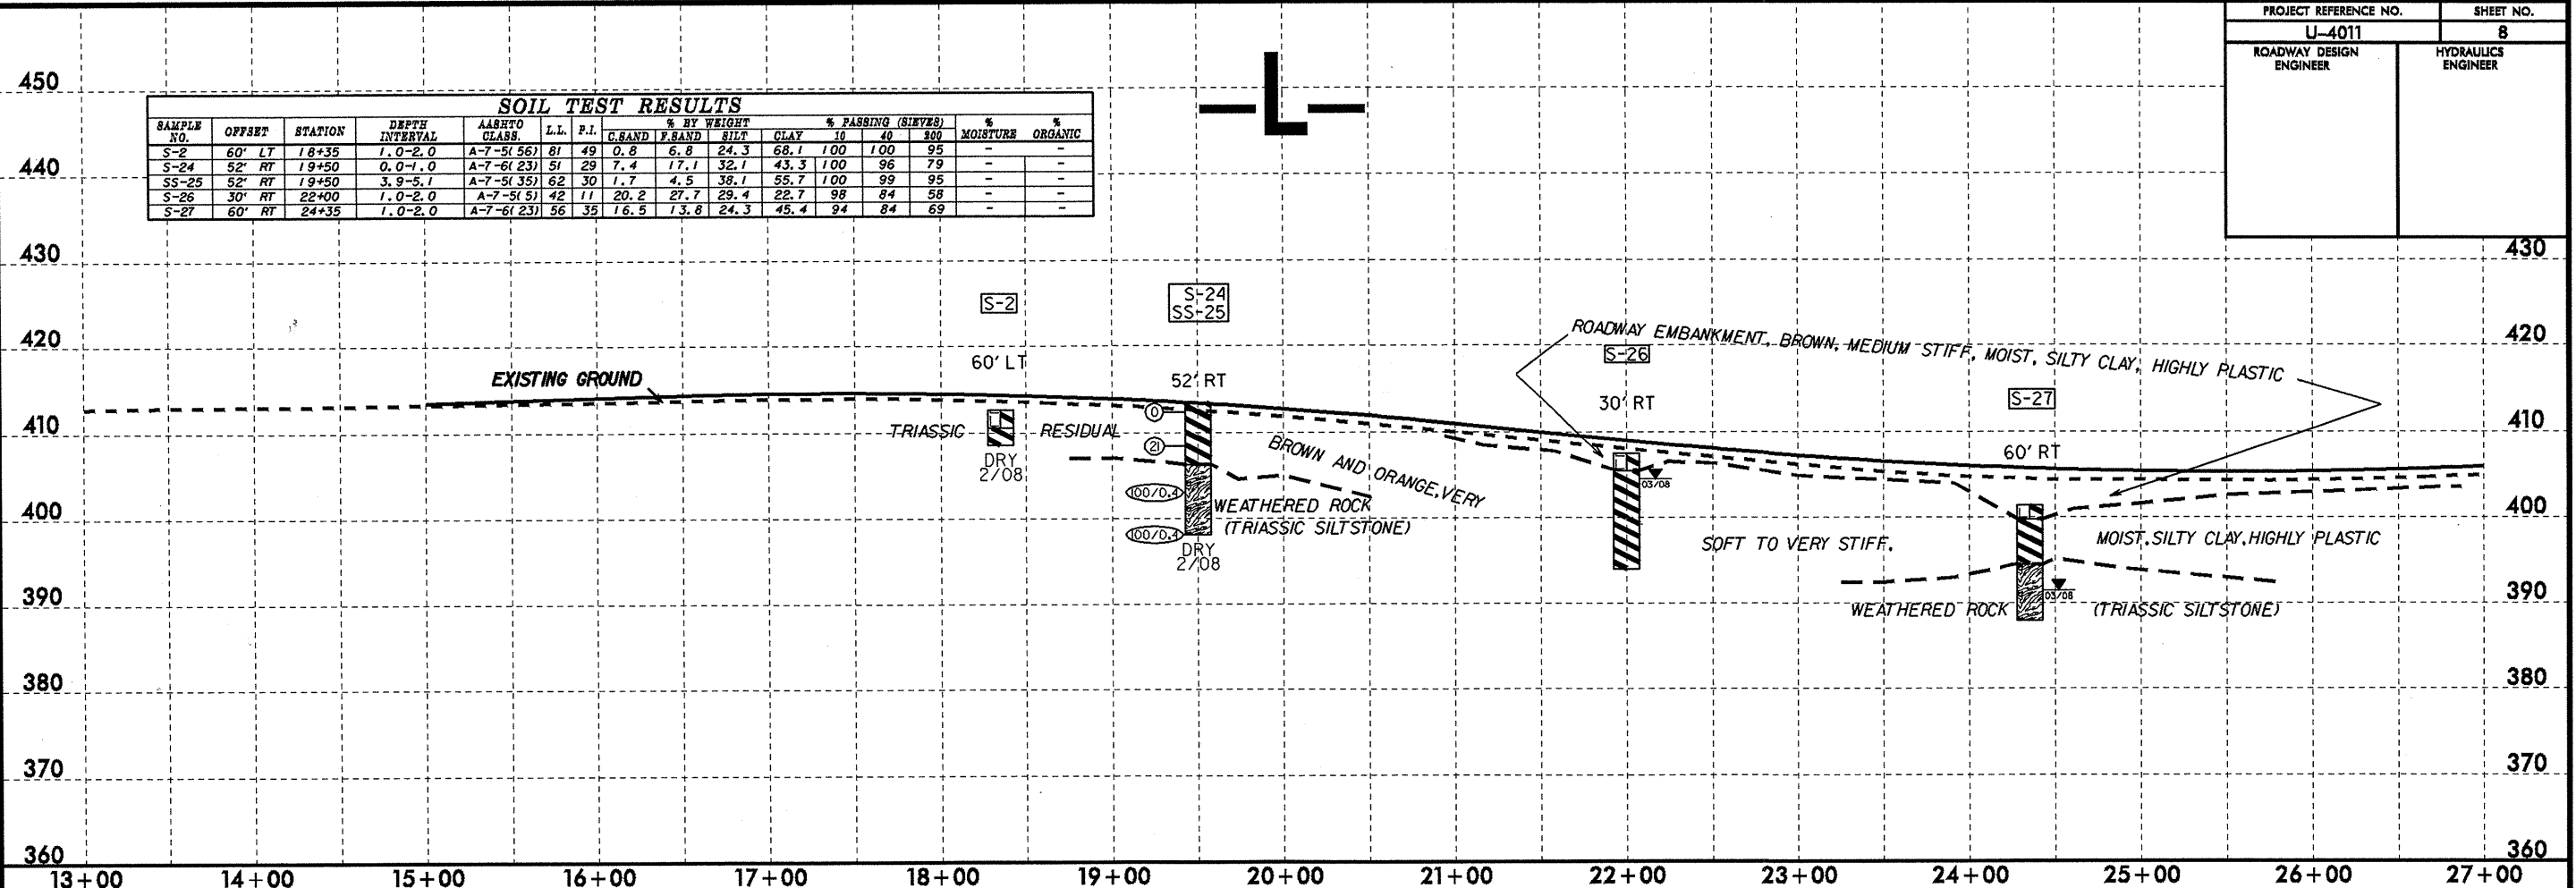 PROJECT REFERENCE NO. SHEET NO.
U-4011 8
ROADWAY DESIGN ENGINEER HYDRAULICS ENGINEER
L
450
SOIL TEST RESULTS
SAMPLE NO. OFFSET STATION DEPTH INTERVAL AASHTO CLASS. L.L. P.I. % BY WEIGHT C.SAND F.SAND SILT CLAY % PASSING (SIEVES) 10 40 200 % MOISTURE % ORGANIC
S-2 60' LT 18+35 1.0-2.0 A-7-5(56) 81 49 0.8 6.8 24.3 68.1 100 100 95 - -
S-24 52' RT 19+50 0.0-1.0 A-7-6(23) 51 29 7.4 17.1 32.1 43.3 100 96 79 - -
SS-25 52' RT 19+50 3.9-5.1 A-7-5(35) 62 30 1.7 4.5 38.1 55.7 100 99 95 - -
S-26 30' RT 22+00 1.0-2.0 A-7-5(5) 42 11 20.2 27.7 29.4 22.7 98 84 58 - -
S-27 60' RT 24+35 1.0-2.0 A-7-6(23) 56 35 16.5 13.8 24.3 45.4 94 84 69 - -
440
430 430
S-2
S-24
SS-25
420 420
ROADWAY EMBANKMENT, BROWN, MEDIUM STIFF, MOIST, SILTY CLAY, HIGHLY PLASTIC
S-26
60' LT
52' RT
EXISTING GROUND
30' RT
S-27
410 410
0
TRIASSIC RESIDUAL
21
BROWN AND ORANGE, VERY
60' RT
DRY
2/08
03/08
100/0.4
WEATHERED ROCK
(TRIASSIC SILTSTONE)
400 400
100/0.4
DRY
2/08
SOFT TO VERY STIFF,
MOIST, SILTY CLAY, HIGHLY PLASTIC
390 390
03/08
WEATHERED ROCK (TRIASSIC SILTSTONE)
380 380
370 370
360 360
13+00 14+00 15+00 16+00 17+00 18+00 19+00 20+00 21+00 22+00 23+00 24+00 25+00 26+00 27+00